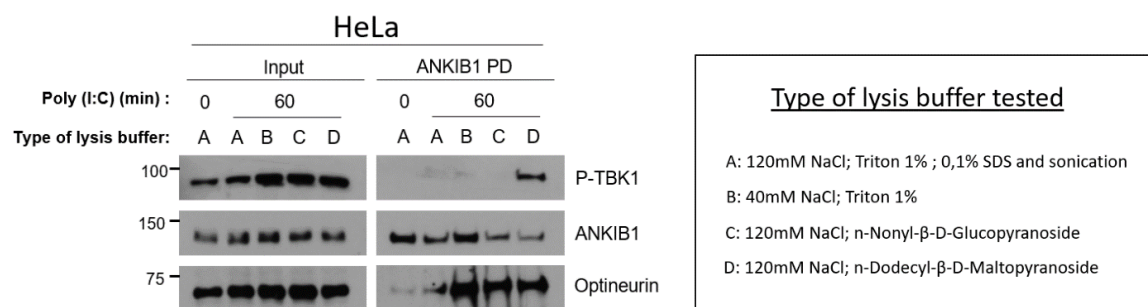 HeLa
Input ANKIB1 PD
Poly (I:C) (min) : 0 60 0 60
Type of lysis buffer: A A B C D A A B C D
100 P-TBK1
150 ANKIB1
75 Optineurin
Type of lysis buffer tested
A: 120mM NaCl; Triton 1% ; 0,1% SDS and sonication
B: 40mM NaCl; Triton 1%
C: 120mM NaCl; n-Nonyl-β-D-Glucopyranoside
D: 120mM NaCl; n-Dodecyl-β-D-Maltopyranoside